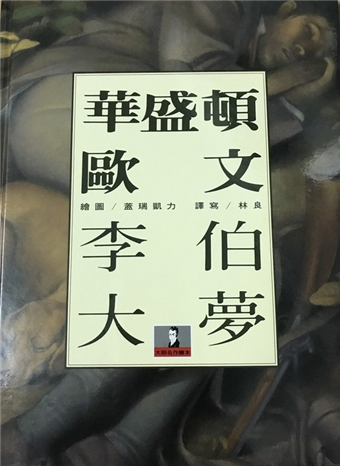 華盛頓
歐文
繪圖／蓋瑞凱力 譯寫／林良
李伯
大夢
大師名作繪本